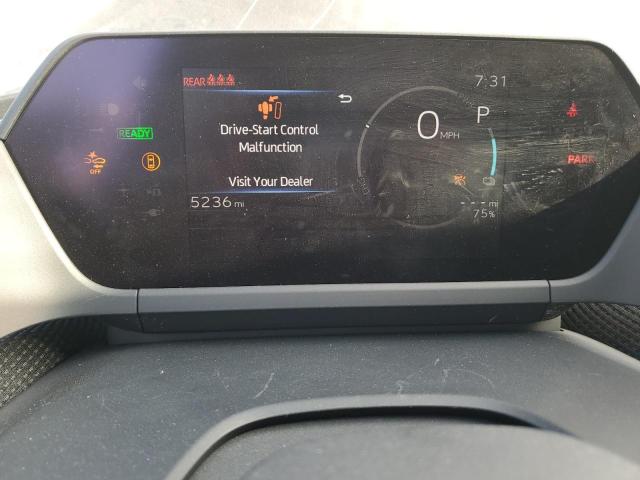 REAR
7:31
Drive-Start Control
Malfunction
Visit Your Dealer
0 MPH
P
READY
OFF
PARK
5236 mi
- - - mi
75%